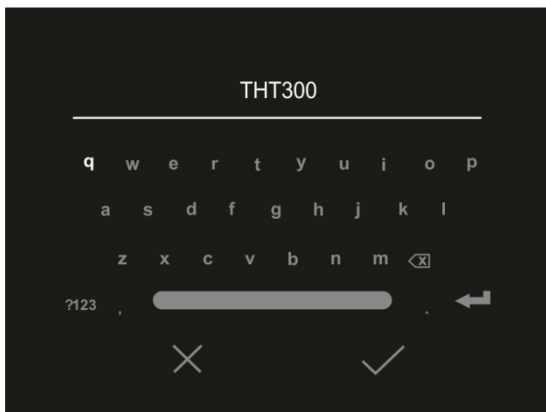 THT300
q w e r t y u i o p
a s d f g h j k l
z x c v b n m
?123 , .